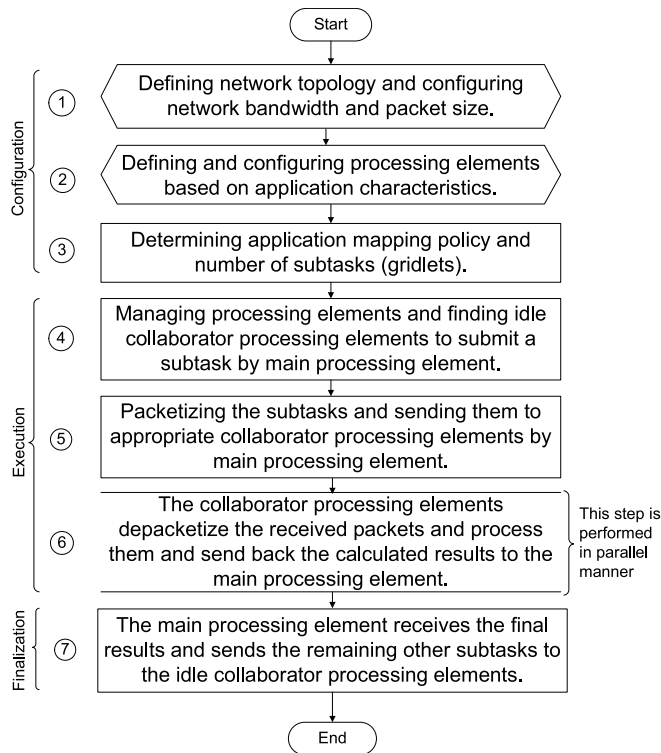 Start
Configuration
1
Defining network topology and configuring
network bandwidth and packet size.
2
Defining and configuring processing elements
based on application characteristics.
3
Determining application mapping policy and
number of subtasks (gridlets).
Execution
4
Managing processing elements and finding idle
collaborator processing elements to submit a
subtask by main processing element.
5
Packetizing the subtasks and sending them to
appropriate collaborator processing elements by
main processing element.
6
The collaborator processing elements
depacketize the received packets and process
them and send back the calculated results to the
main processing element.
This step is
performed
in parallel
manner
Finalization
7
The main processing element receives the final
results and sends the remaining other subtasks to
the idle collaborator processing elements.
End